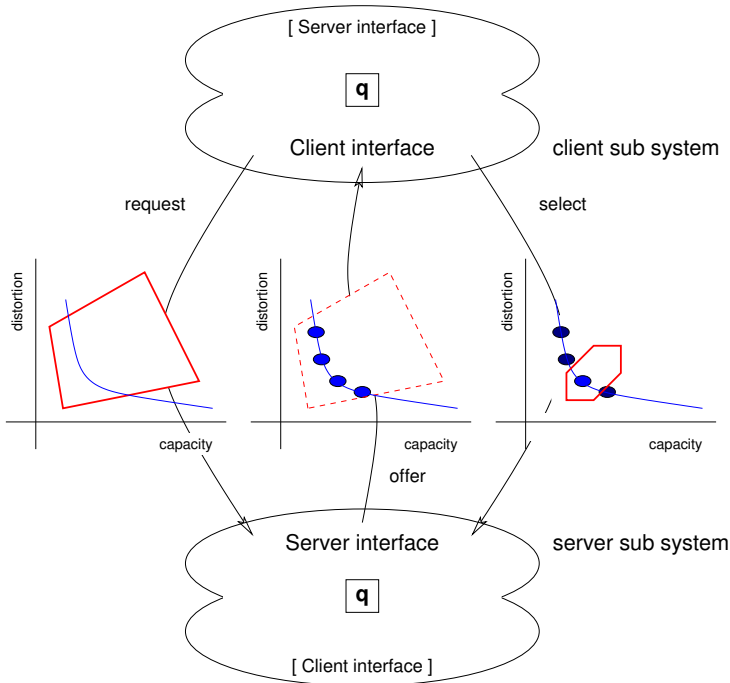 [ Server interface ]
q
Client interface
client sub system
request
select
distortion
capacity
distortion
capacity
distortion
capacity
offer
Server interface
server sub system
q
[ Client interface ]